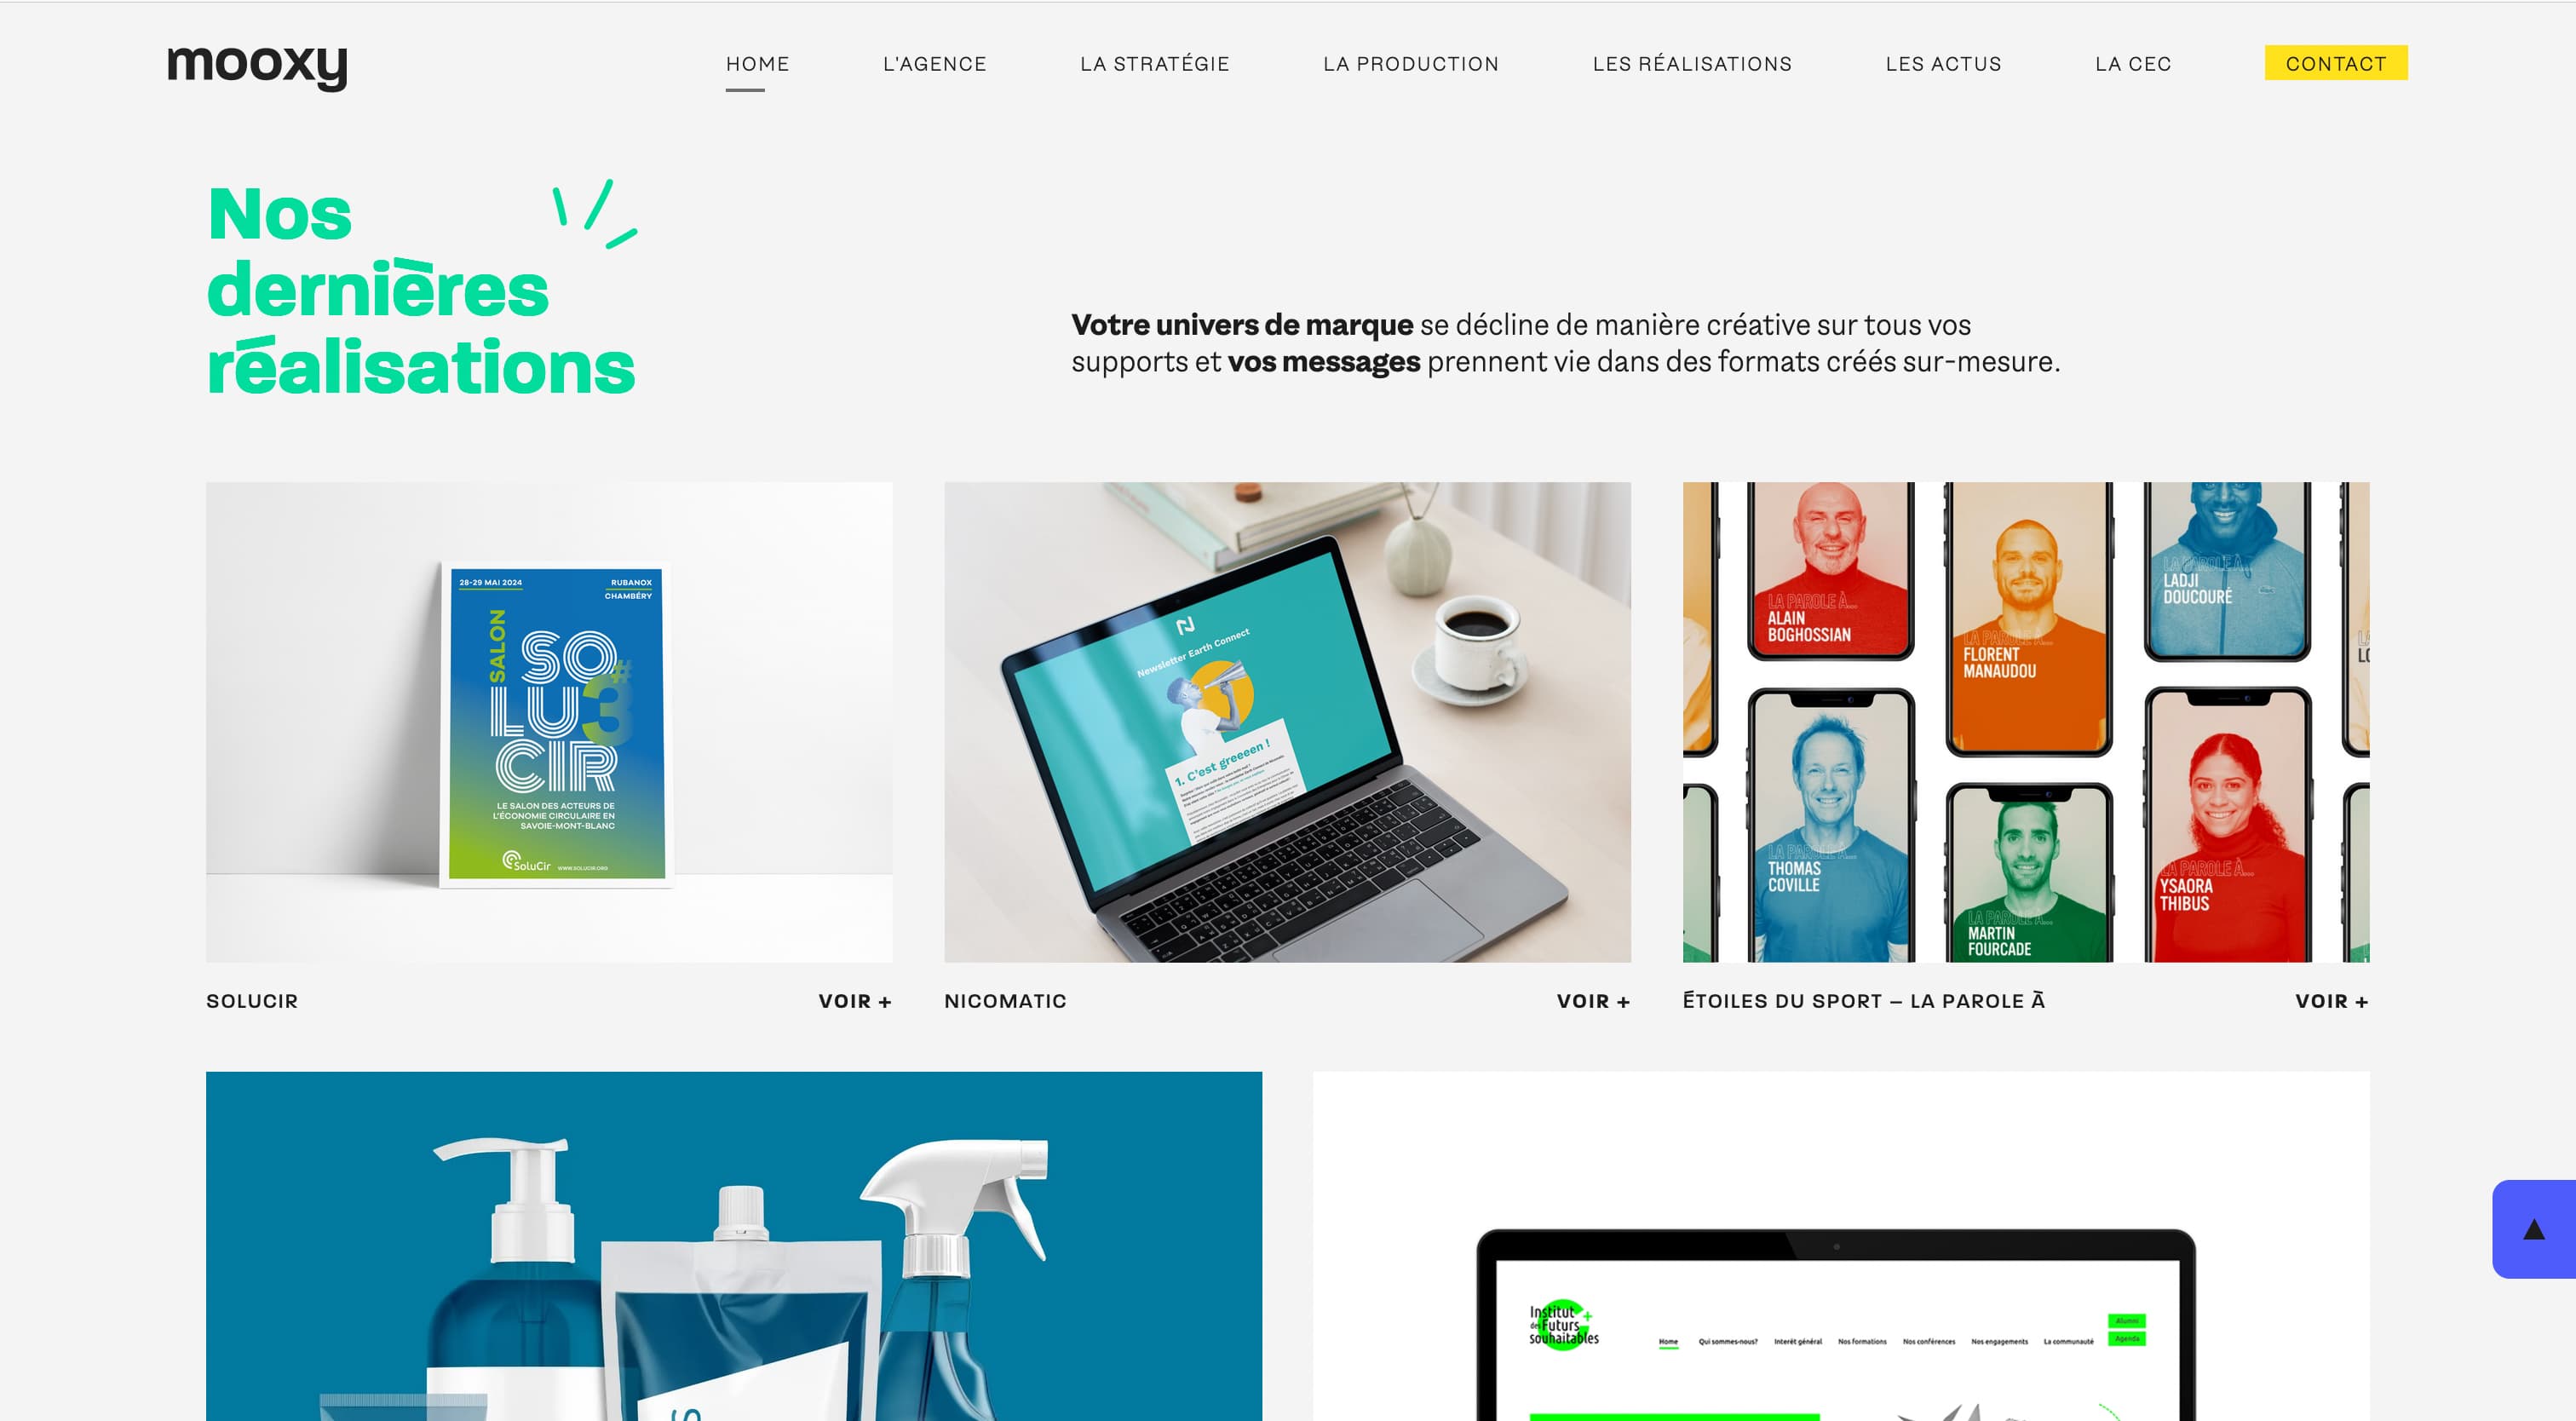 mooxy
HOME
L'AGENCE
LA STRATÉGIE
LA PRODUCTION
LES RÉALISATIONS
LES ACTUS
LA CEC
CONTACT
Nos
dernières
réalisations
Votre univers de marque se décline de manière créative sur tous vos
supports et vos messages prennent vie dans des formats créés sur-mesure.
28-29 MAI 2024
RUBANOX
CHAMBÉRY
SALON
SO
LU
CIR
#3
LE SALON DES ACTEURS DE
L'ÉCONOMIE CIRCULAIRE EN
SAVOIE-MONT-BLANC
SoluCir
WWW.SOLUCIR.ORG
Newsletter Earth Connect
1. C'est greeeen !
LA PAROLE À...
ALAIN
BOGHOSSIAN
LA PAROLE À...
FLORENT
MANAUDOU
LA PAROLE À...
LADJI
DOUCOURÉ
LA PAROLE À...
THOMAS
COVILLE
LA PAROLE À...
MARTIN
FOURCADE
LA PAROLE À...
YSAORA
THIBUS
SOLUCIR
VOIR +
NICOMATIC
VOIR +
ÉTOILES DU SPORT – LA PAROLE À
VOIR +
Institut
des Futurs
souhaitables
Home
Qui sommes-nous?
Interêt général
Nos formations
Nos conférences
Nos engagements
La communauté
Alumni
Agenda